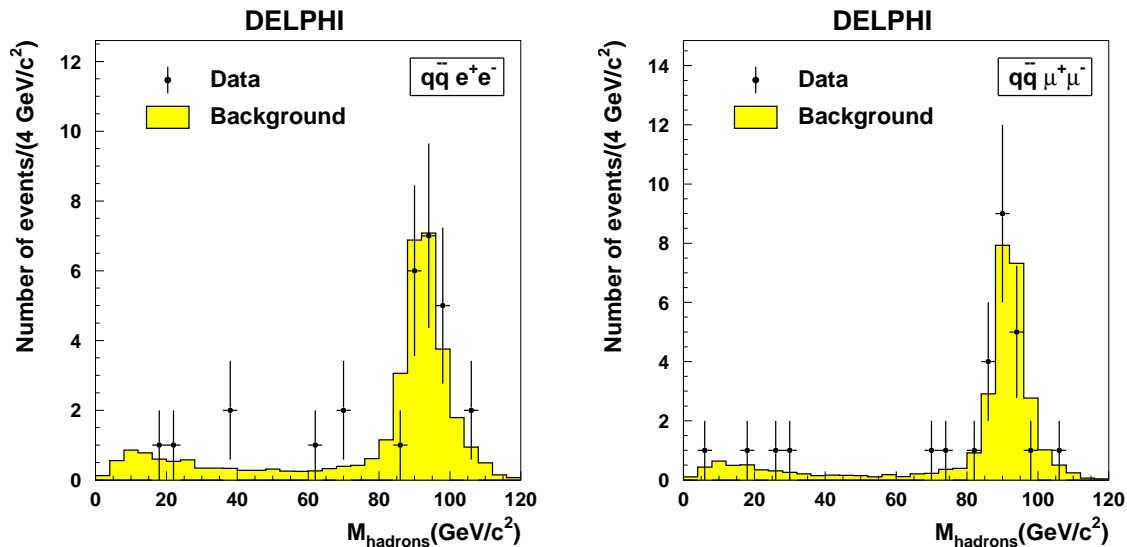 DELPHI
Number of events/(4 GeV/c²)
12
10
8
6
4
2
0
Data
Background
qq̄ e⁺e⁻
0 20 40 60 80 100 120
M_hadrons(GeV/c²)
DELPHI
Number of events/(4 GeV/c²)
14
12
10
8
6
4
2
0
Data
Background
qq̄ μ⁺μ⁻
0 20 40 60 80 100 120
M_hadrons(GeV/c²)